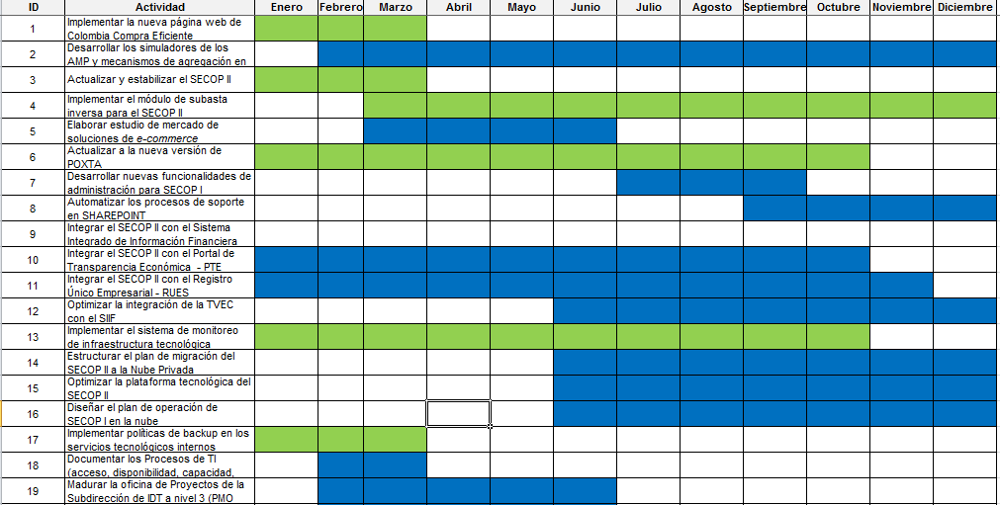 ID Actividad Enero Febrero Marzo Abril Mayo Junio Julio Agosto Septiembre Octubre Noviembre Diciembre
1 Implementar la nueva página web de
Colombia Compra Eficiente
2 Desarrollar los simuladores de los
AMP y mecanismos de agregación en
3 Actualizar y estabilizar el SECOP II
4 Implementar el módulo de subasta
inversa para el SECOP II
5 Elaborar estudio de mercado de
soluciones de e-commerce
6 Actualizar a la nueva versión de
POXTA
7 Desarrollar nuevas funcionalidades de
administración para SECOP I
8 Automatizar los procesos de soporte
en SHAREPOINT
9 Integrar el SECOP II con el Sistema
Integrado de Información Financiera
10 Integrar el SECOP II con el Portal de
Transparencia Económica - PTE
11 Integrar el SECOP II con el Registro
Único Empresarial - RUES
12 Optimizar la integración de la TVEC
con el SIIF
13 Implementar el sistema de monitoreo
de infraestructura tecnológica
14 Estructurar el plan de migración del
SECOP II a la Nube Privada
15 Optimizar la plataforma tecnológica del
SECOP II
16 Diseñar el plan de operación de
SECOP I en la nube
17 Implementar políticas de backup en los
servicios tecnológicos internos
18 Documentar los Procesos de TI
(acceso, disponibilidad, capacidad,
19 Madurar la oficina de Proyectos de la
Subdirección de IDT a nivel 3 (PMO